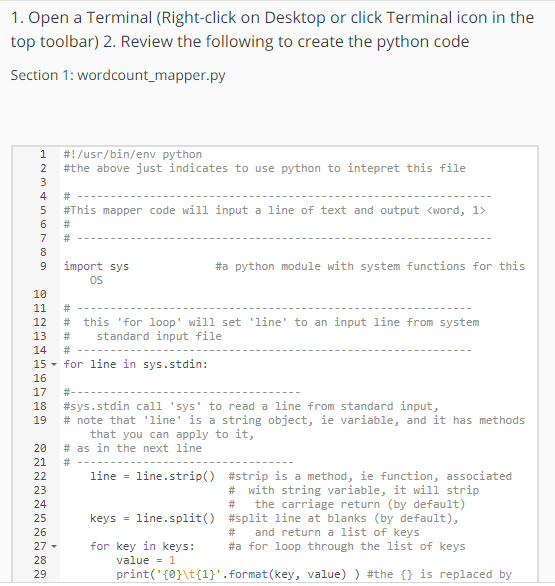 1. Open a Terminal (Right-click on Desktop or click Terminal icon in the
top toolbar) 2. Review the following to create the python code
Section 1: wordcount_mapper.py
1 #!/usr/bin/env python
2 #the above just indicates to use python to intepret this file
3
4 # ---------------------------------------------------------------
5 #This mapper code will input a line of text and output <word, 1>
6 #
7 # ---------------------------------------------------------------
8
9 import sys #a python module with system functions for this
OS
10
11 # ------------------------------------------------------------
12 # this 'for loop' will set 'line' to an input line from system
13 # standard input file
14 # ------------------------------------------------------------
15 for line in sys.stdin:
16
17 #-----------------------------------
18 #sys.stdin call 'sys' to read a line from standard input,
19 # note that 'line' is a string object, ie variable, and it has methods
that you can apply to it,
20 # as in the next line
21 # ---------------------------------
22 line = line.strip() #strip is a method, ie function, associated
23 # with string variable, it will strip
24 # the carriage return (by default)
25 keys = line.split() #split line at blanks (by default),
26 # and return a list of keys
27 for key in keys: #a for loop through the list of keys
28 value = 1
29 print('{0}\t{1}'.format(key, value) ) #the {} is replaced by